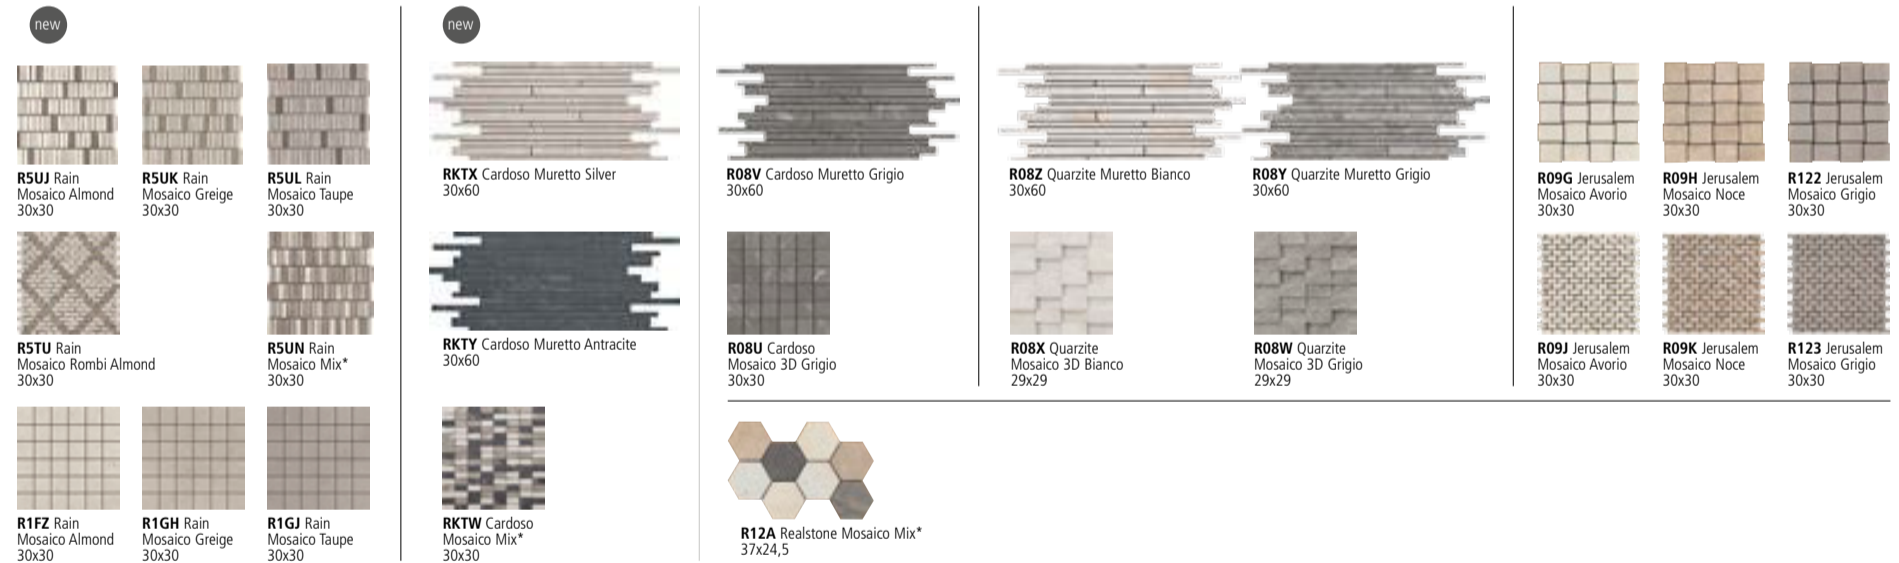 new
R5UJ Rain
Mosaico Almond
30x30
R5UK Rain
Mosaico Greige
30x30
R5UL Rain
Mosaico Taupe
30x30
R5TU Rain
Mosaico Rombi Almond
30x30
R5UN Rain
Mosaico Mix*
30x30
R1FZ Rain
Mosaico Almond
30x30
R1GH Rain
Mosaico Greige
30x30
R1GJ Rain
Mosaico Taupe
30x30
new
RKTX Cardoso Muretto Silver
30x60
RKTY Cardoso Muretto Antracite
30x60
RKTW Cardoso
Mosaico Mix*
30x30
R08V Cardoso Muretto Grigio
30x60
R08U Cardoso
Mosaico 3D Grigio
30x30
R08Z Quarzite Muretto Bianco
30x60
R08Y Quarzite Muretto Grigio
30x60
R08X Quarzite
Mosaico 3D Bianco
29x29
R08W Quarzite
Mosaico 3D Grigio
29x29
R09G Jerusalem
Mosaico Avorio
30x30
R09H Jerusalem
Mosaico Noce
30x30
R122 Jerusalem
Mosaico Grigio
30x30
R09J Jerusalem
Mosaico Avorio
30x30
R09K Jerusalem
Mosaico Noce
30x30
R123 Jerusalem
Mosaico Grigio
30x30
R12A Realstone Mosaico Mix*
37x24,5